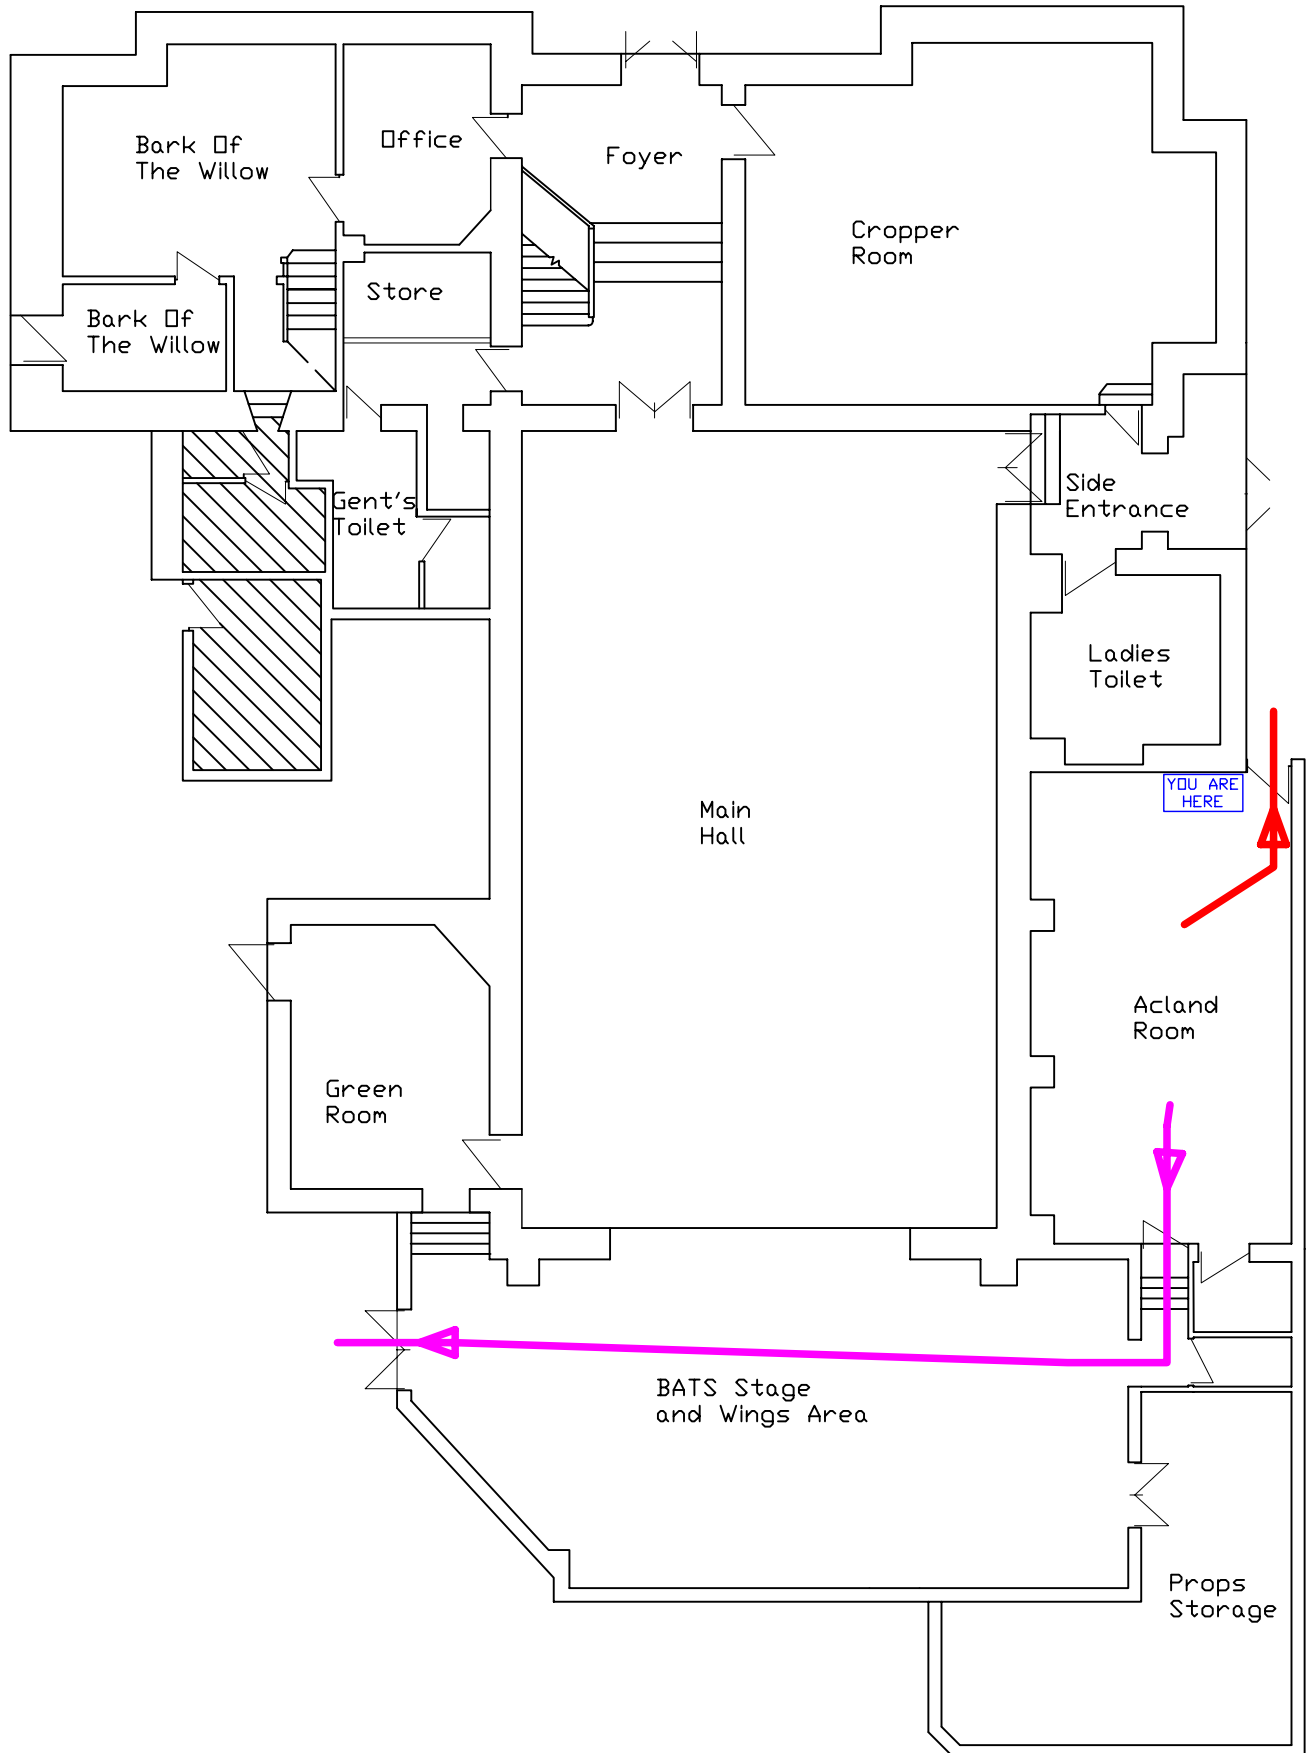 Bark Of
The Willow
Office
Foyer
Cropper
Room
Store
Bark Of
The Willow
Side
Entrance
Gent's
Toilet
Ladies
Toilet
YOU ARE
HERE
Main
Hall
Acland
Room
Green
Room
BATS Stage
and Wings Area
Props
Storage